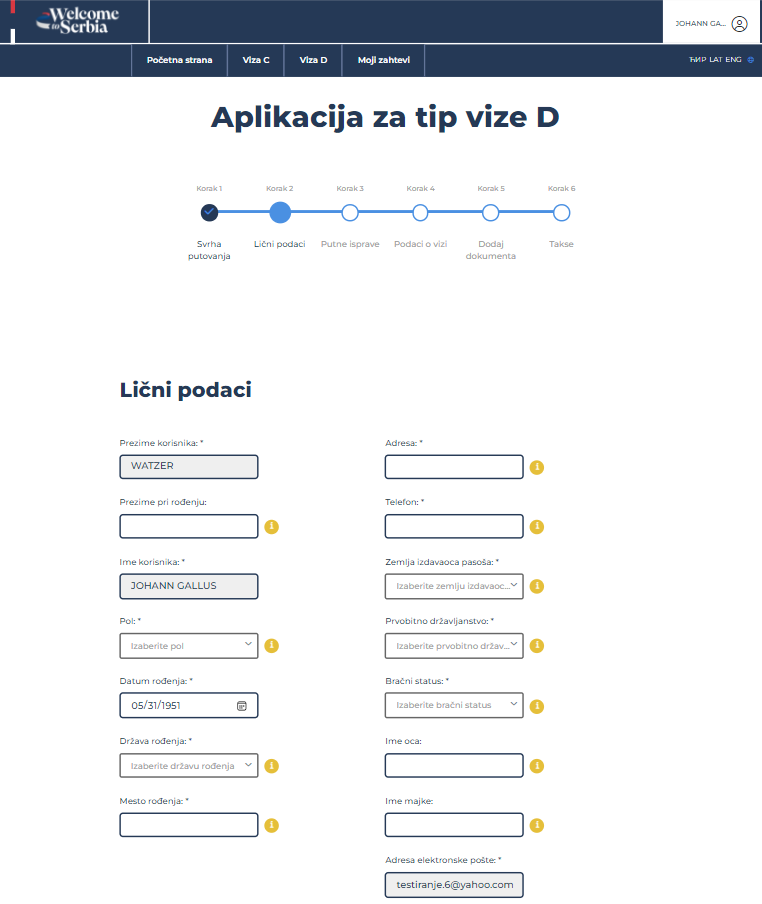 Welcome
to Serbia
JOHANN GA...
Početna strana
Viza C
Viza D
Moji zahtevi
ЋИР LAT ENG
Aplikacija za tip vize D
Korak 1
Korak 2
Korak 3
Korak 4
Korak 5
Korak 6
Svrha
putovanja
Lični podaci
Putne isprave
Podaci o vizi
Dodaj
dokumenta
Takse
Lični podaci
Prezime korisnika: *
WATZER
Prezime pri rođenju:
Ime korisnika: *
JOHANN GALLUS
Pol: *
Izaberite pol
Datum rođenja: *
05/31/1951
Država rođenja: *
Izaberite državu rođenja
Mesto rođenja: *
Adresa: *
Telefon: *
Zemlja izdavaoca pasoša: *
Izaberite zemlju izdavaoc...
Prvobitno državljanstvo: *
Izaberite prvobitno držav...
Bračni status: *
Izaberite bračni status
Ime oca:
Ime majke:
Adresa elektronske pošte: *
testiranje.6@yahoo.com